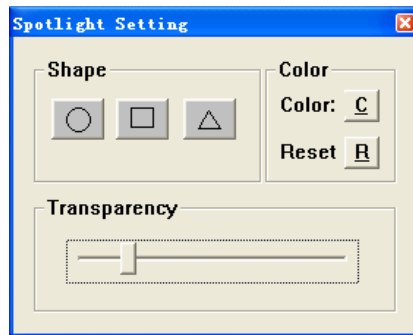 Spotlight Setting
Shape
Color
Color: C
Reset R
Transparency